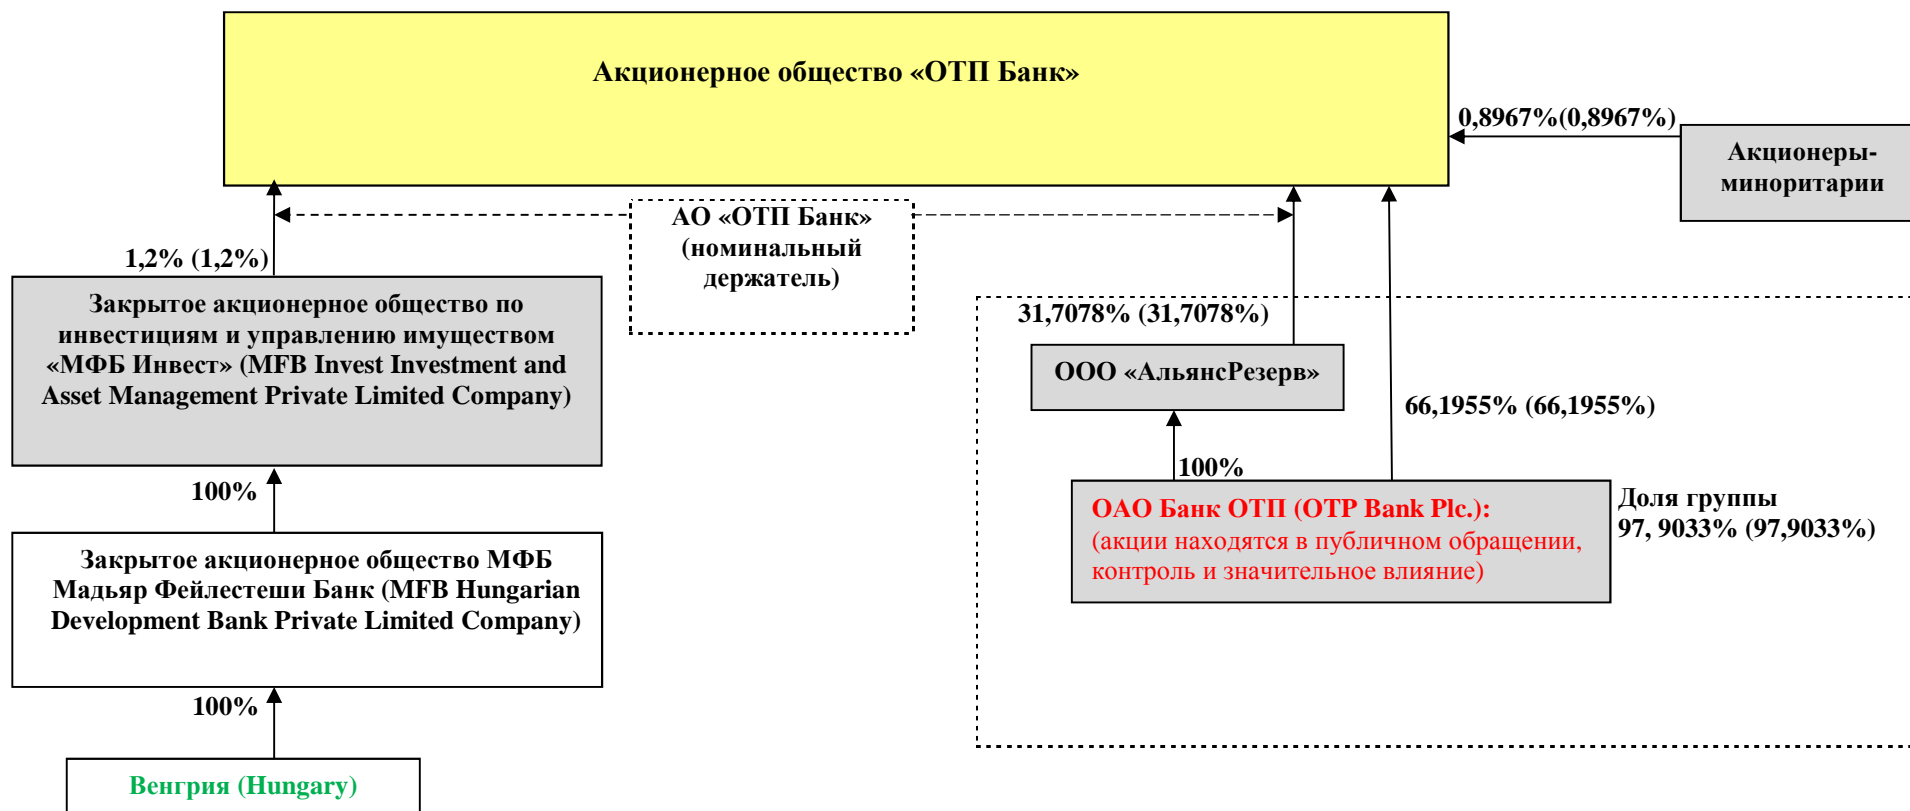 Акционерное общество «ОТП Банк»
0,8967%(0,8967%)
Акционеры-
миноритарии
АО «ОТП Банк»
(номинальный
держатель)
1,2% (1,2%)
Закрытое акционерное общество по
инвестициям и управлению имуществом
«МФБ Инвест» (MFB Invest Investment and
Asset Management Private Limited Company)
100%
Закрытое акционерное общество МФБ
Мадьяр Фейлестеши Банк (MFB Hungarian
Development Bank Private Limited Company)
100%
Венгрия (Hungary)
31,7078% (31,7078%)
ООО «АльянсРезерв»
66,1955% (66,1955%)
100%
ОАО Банк ОТП (OTP Bank Plc.):
(акции находятся в публичном обращении,
контроль и значительное влияние)
Доля группы
97, 9033% (97,9033%)